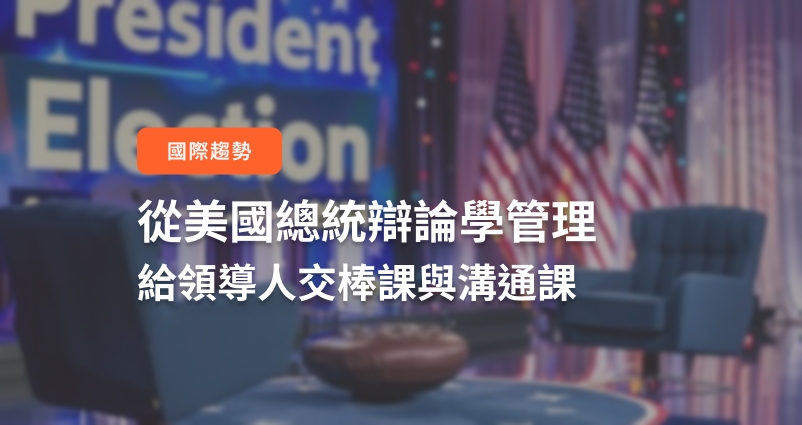 President
Election
國際趨勢
從美國總統辯論學管理
給領導人交棒課與溝通課